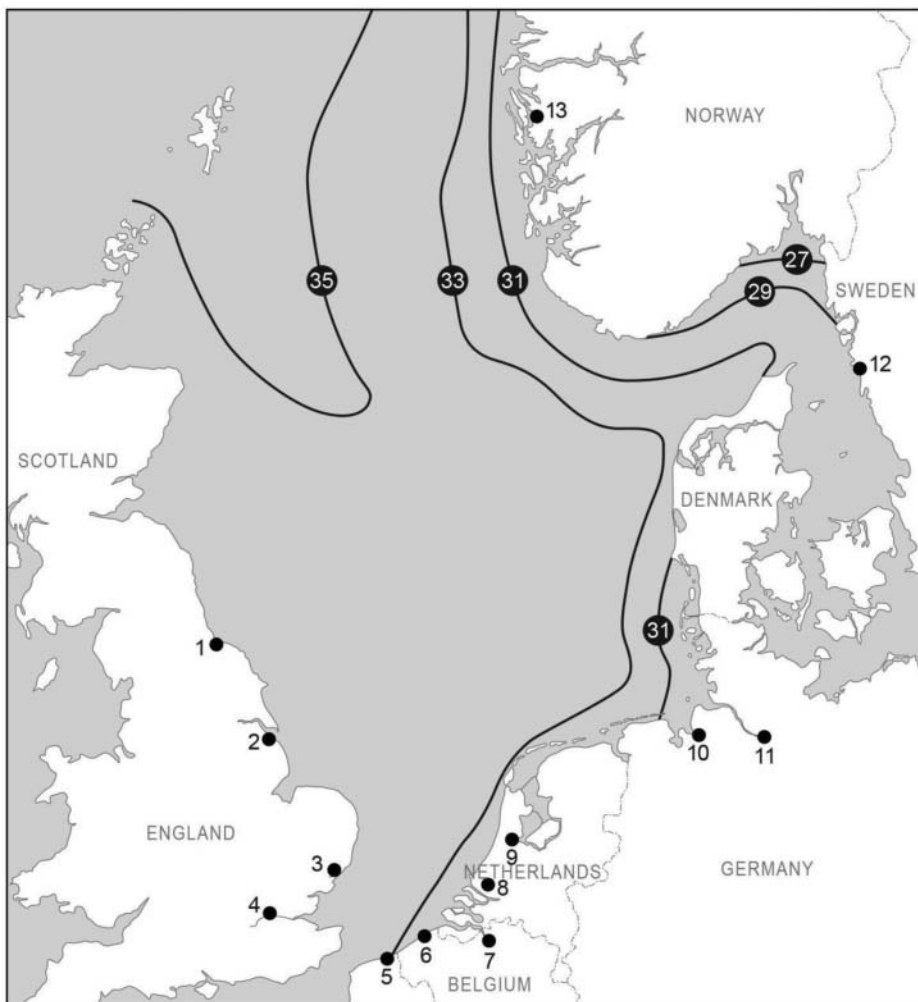 13
NORWAY
27
35
33
31
29
SWEDEN
12
SCOTLAND
DENMARK
31
1
2
10
11
ENGLAND
9
3
NETHERLANDS
GERMANY
8
4
6
7
5
BELGIUM